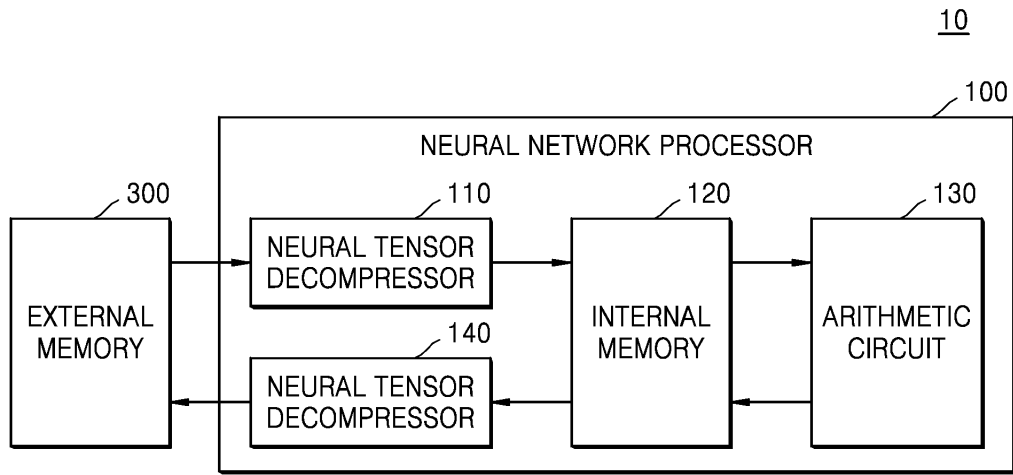 10
100
NEURAL NETWORK PROCESSOR
300
110
120
130
NEURAL TENSOR
DECOMPRESSOR
EXTERNAL
MEMORY
INTERNAL
MEMORY
ARITHMETIC
CIRCUIT
140
NEURAL TENSOR
DECOMPRESSOR